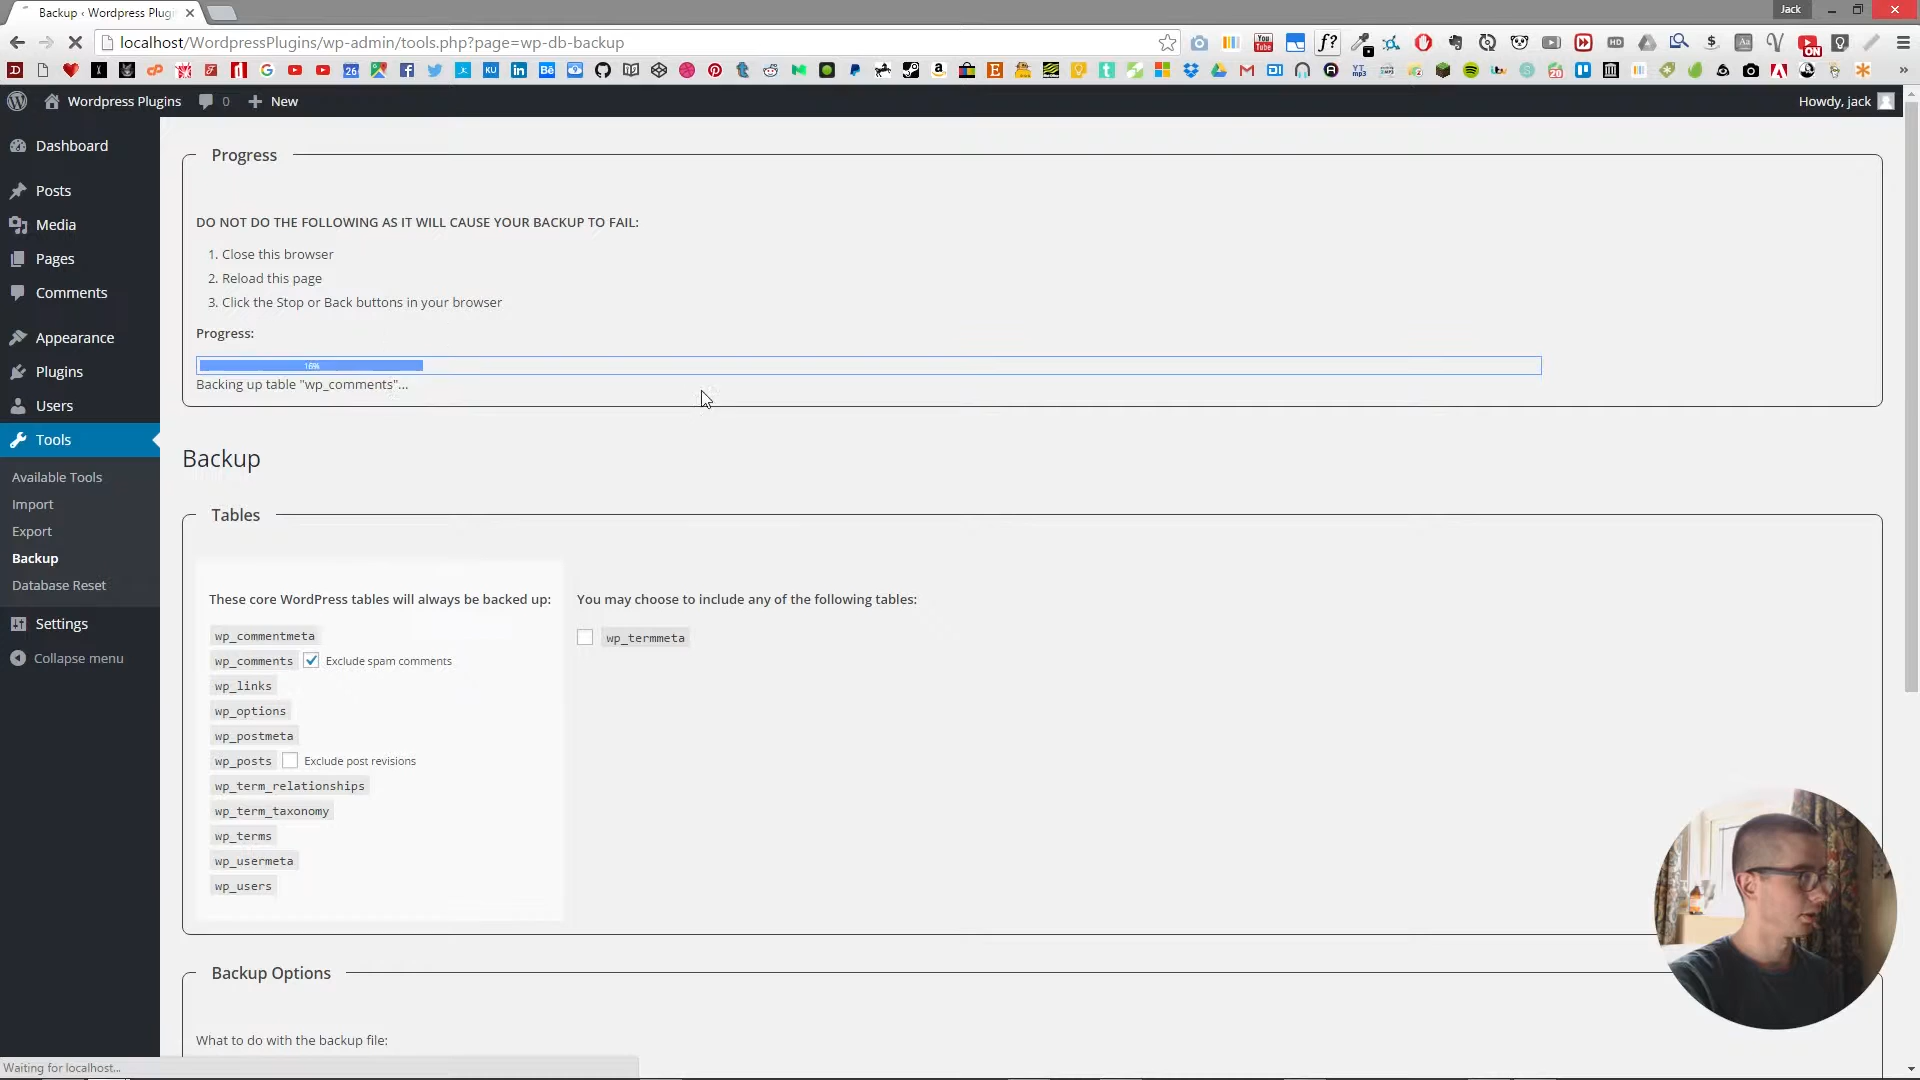 Backup ‹ Wordpress Plug
Jack
localhost/WordpressPlugins/wp-admin/tools.php?page=wp-db-backup
Wordpress Plugins
0
New
Howdy, jack
Dashboard
Posts
Media
Pages
Comments
Appearance
Plugins
Users
Tools
Available Tools
Import
Export
Backup
Database Reset
Settings
Collapse menu
Progress
DO NOT DO THE FOLLOWING AS IT WILL CAUSE YOUR BACKUP TO FAIL:
1. Close this browser
2. Reload this page
3. Click the Stop or Back buttons in your browser
Progress:
16%
Backing up table "wp_comments"...
Backup
Tables
These core WordPress tables will always be backed up:
wp_commentmeta
wp_comments Exclude spam comments
wp_links
wp_options
wp_postmeta
wp_posts Exclude post revisions
wp_term_relationships
wp_term_taxonomy
wp_terms
wp_usermeta
wp_users
You may choose to include any of the following tables:
wp_termmeta
Backup Options
What to do with the backup file:
Waiting for localhost...